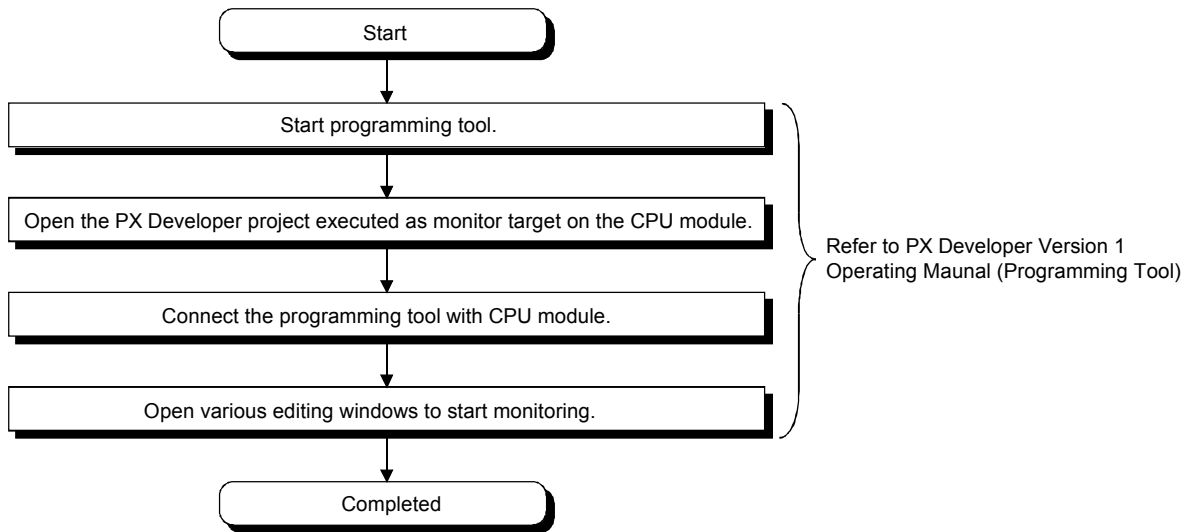 Start
Start programming tool.
Open the PX Developer project executed as monitor target on the CPU module.
Refer to PX Developer Version 1
Operating Maunal (Programming Tool)
Connect the programming tool with CPU module.
Open various editing windows to start monitoring.
Completed